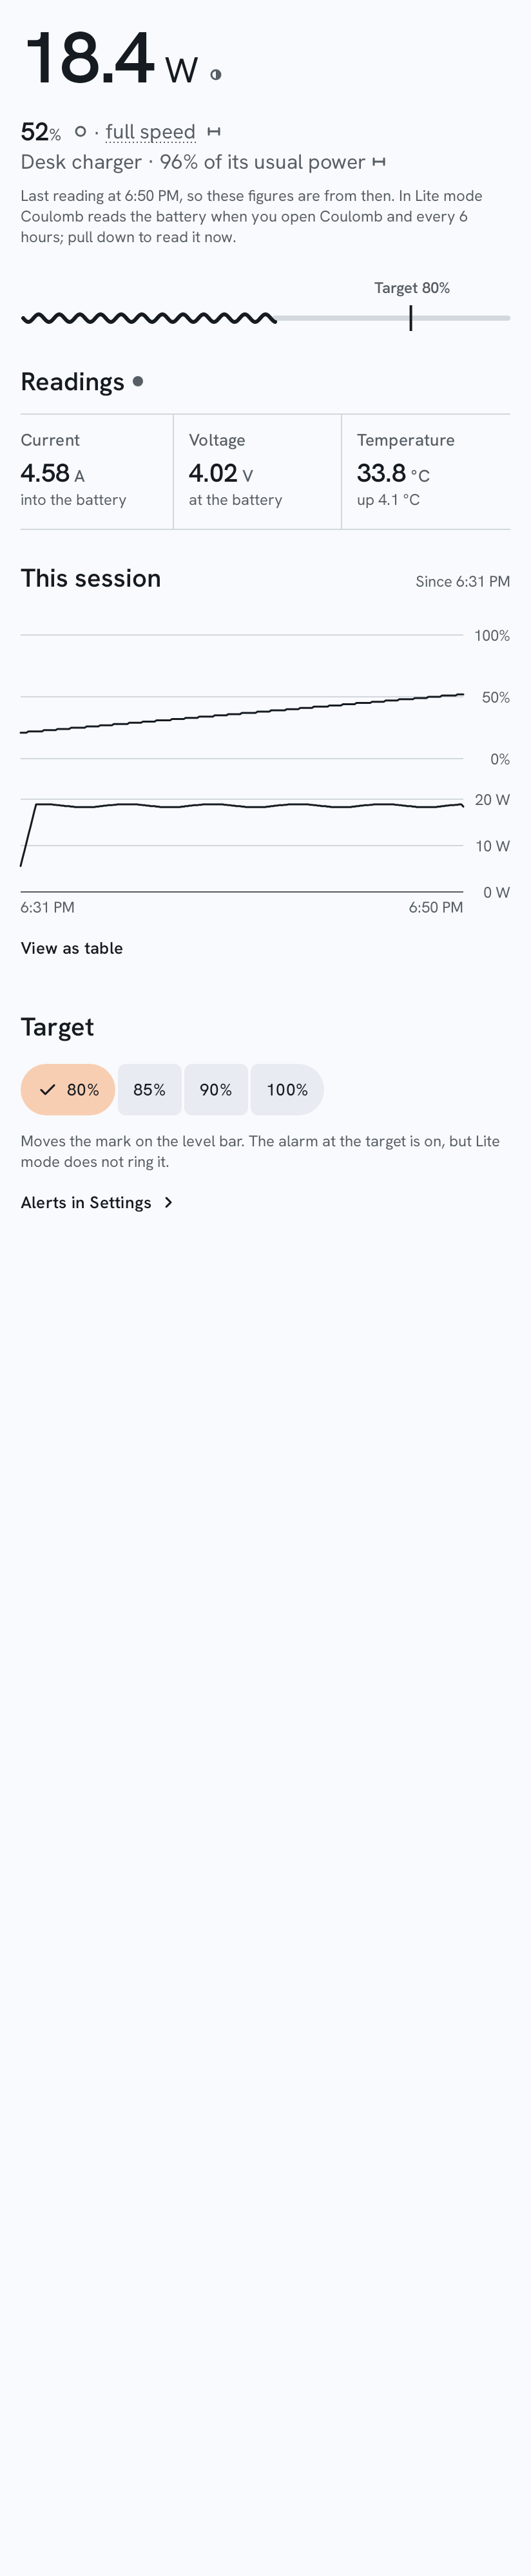 18.4 W
52% · full speed
Desk charger · 96% of its usual power
Last reading at 6:50 PM, so these figures are from then. In Lite mode
Coulomb reads the battery when you open Coulomb and every 6
hours; pull down to read it now.
Target 80%
Readings
Current
4.58 A
into the battery
Voltage
4.02 V
at the battery
Temperature
33.8 °C
up 4.1 °C
This session
Since 6:31 PM
100%
50%
0%
20 W
10 W
0 W
6:31 PM
6:50 PM
View as table
Target
80%
85%
90%
100%
Moves the mark on the level bar. The alarm at the target is on, but Lite
mode does not ring it.
Alerts in Settings